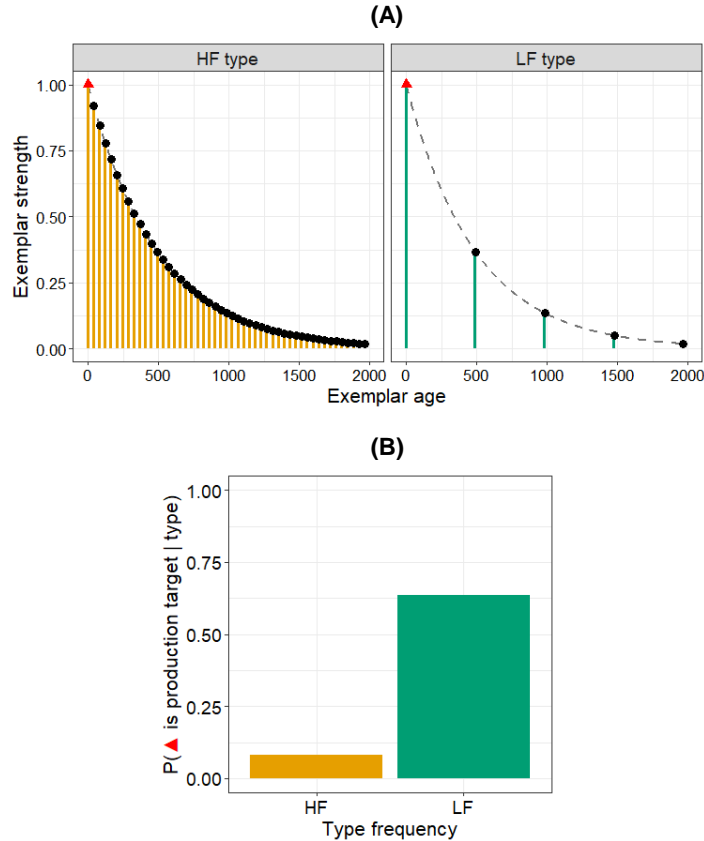 (A)
HF type
LF type
Exemplar strength
1.00
0.75
0.50
0.25
0.00
0 500 1000 1500 2000
0 500 1000 1500 2000
Exemplar age
(B)
P(▲ is production target | type)
1.00
0.75
0.50
0.25
0.00
HF
LF
Type frequency